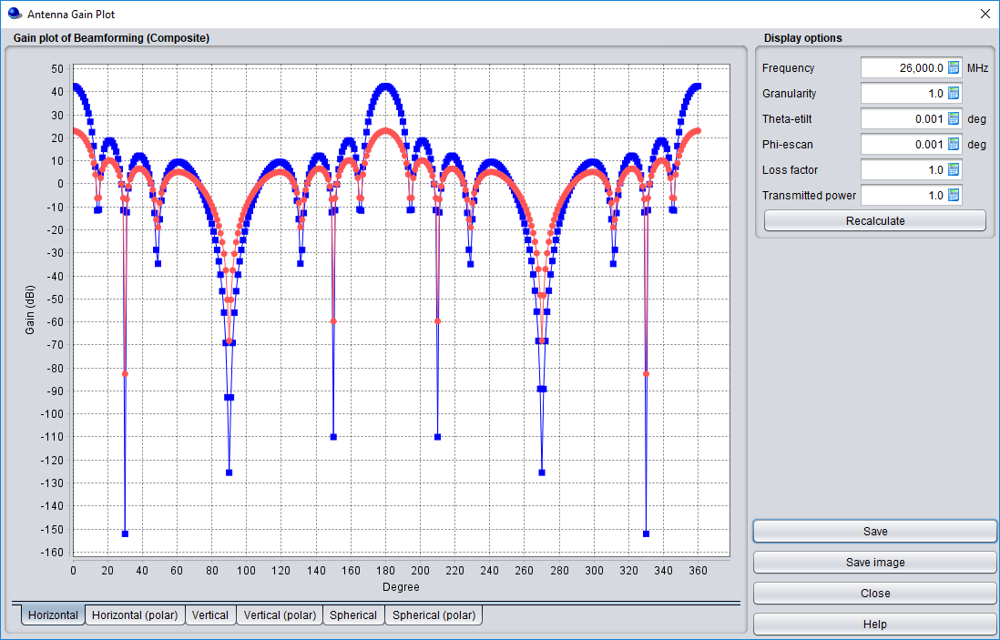 Antenna Gain Plot
Gain plot of Beamforming (Composite)
50
40
30
20
10
0
-10
-20
-30
-40
-50
-60
-70
-80
-90
-100
-110
-120
-130
-140
-150
-160
Gain (dBi)
0 20 40 60 80 100 120 140 160 180 200 220 240 260 280 300 320 340 360
Degree
Horizontal Horizontal (polar) Vertical Vertical (polar) Spherical Spherical (polar)
Display options
Frequency 26,000.0 MHz
Granularity 1.0
Theta-etilt 0.001 deg
Phi-escan 0.001 deg
Loss factor 1.0
Transmitted power 1.0
Recalculate
Save
Save image
Close
Help